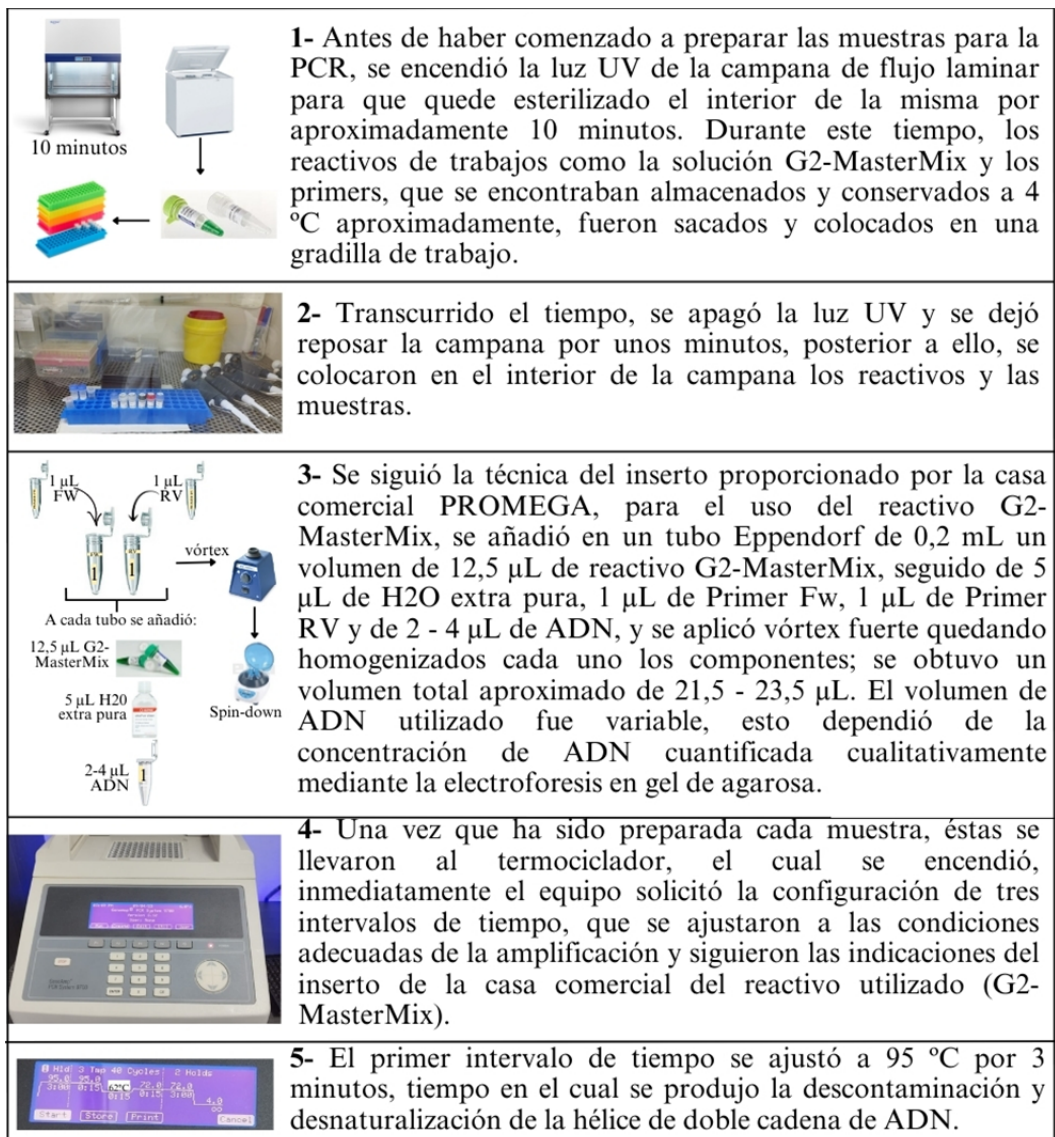 10 minutos
1- Antes de haber comenzado a preparar las muestras para la
PCR, se encendió la luz UV de la campana de flujo laminar
para que quede esterilizado el interior de la misma por
aproximadamente 10 minutos. Durante este tiempo, los
reactivos de trabajos como la solución G2-MasterMix y los
primers, que se encontraban almacenados y conservados a 4
ºC aproximadamente, fueron sacados y colocados en una
gradilla de trabajo.
2- Transcurrido el tiempo, se apagó la luz UV y se dejó
reposar la campana por unos minutos, posterior a ello, se
colocaron en el interior de la campana los reactivos y las
muestras.
1 µL
FW
1 µL
RV
1
1
vórtex
A cada tubo se añadió:
12,5 µL G2-
MasterMix
5 µL H20
extra pura
2-4 µL
ADN
1
Spin-down
3- Se siguió la técnica del inserto proporcionado por la casa
comercial PROMEGA, para el uso del reactivo G2-
MasterMix, se añadió en un tubo Eppendorf de 0,2 mL un
volumen de 12,5 µL de reactivo G2-MasterMix, seguido de 5
µL de H2O extra pura, 1 µL de Primer Fw, 1 µL de Primer
RV y de 2 - 4 µL de ADN, y se aplicó vórtex fuerte quedando
homogenizados cada uno los componentes; se obtuvo un
volumen total aproximado de 21,5 - 23,5 µL. El volumen de
ADN utilizado fue variable, esto dependió de la
concentración de ADN cuantificada cualitativamente
mediante la electroforesis en gel de agarosa.
4- Una vez que ha sido preparada cada muestra, éstas se
llevaron al termociclador, el cual se encendió,
inmediatamente el equipo solicitó la configuración de tres
intervalos de tiempo, que se ajustaron a las condiciones
adecuadas de la amplificación y siguieron las indicaciones del
inserto de la casa comercial del reactivo utilizado (G2-
MasterMix).
3 Tmp 40 Cycles 2 Holds
95.0 95.0 72.0 72.0
3:00 0:15 62ºC 0:15 3:00
0:15 4.0
∞
Start Store Print Cancel
5- El primer intervalo de tiempo se ajustó a 95 ºC por 3
minutos, tiempo en el cual se produjo la descontaminación y
desnaturalización de la hélice de doble cadena de ADN.